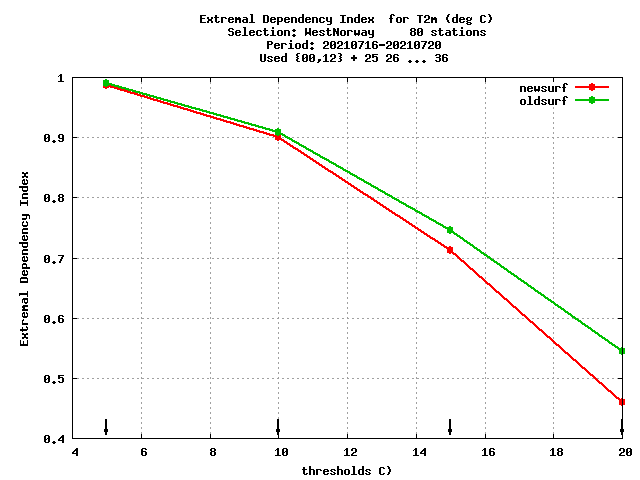 Extremal Dependency Index  for T2m (deg C)
Selection: WestNorway     80 stations
Period: 20210716-20210720
Used {00,12} + 25 26 ... 36
newsurf
oldsurf
1
0.9
0.8
0.7
0.6
0.5
0.4
Extremal Dependency Index
4 6 8 10 12 14 16 18 20
thresholds C)